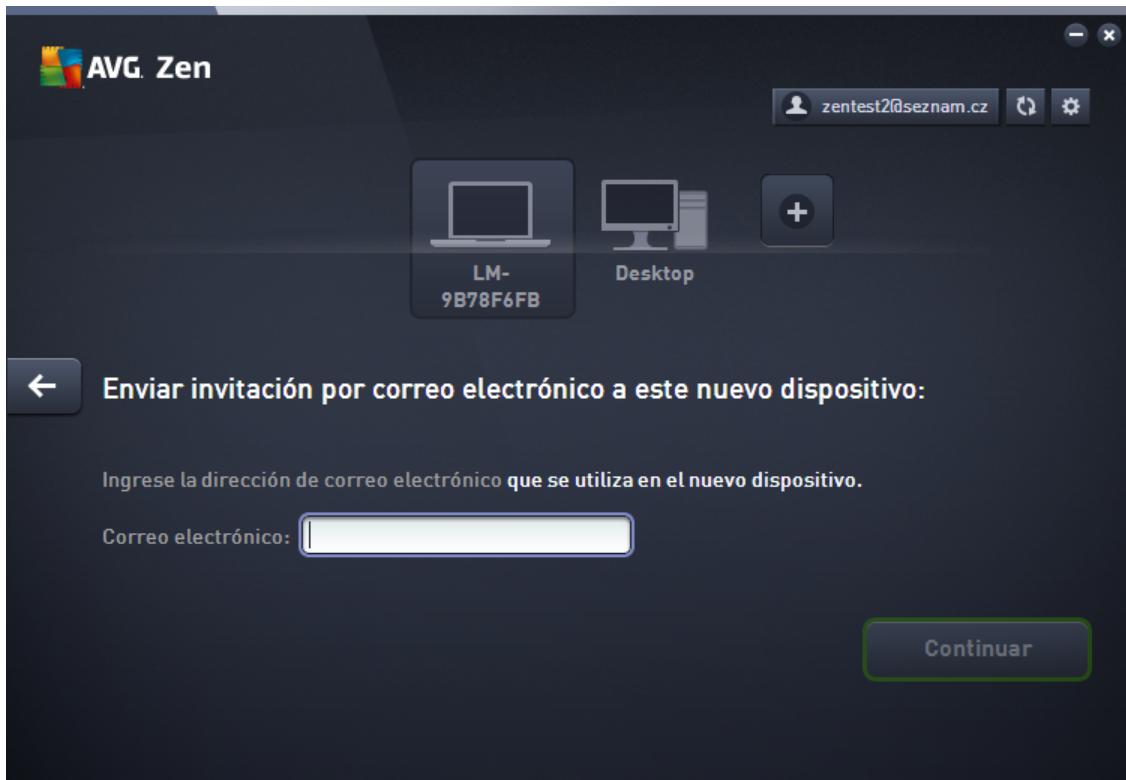 AVG. Zen
zentest2@seznam.cz
LM-
9B78F6FB
Desktop
Enviar invitación por correo electrónico a este nuevo dispositivo:
Ingrese la dirección de correo electrónico que se utiliza en el nuevo dispositivo.
Correo electrónico:
Continuar